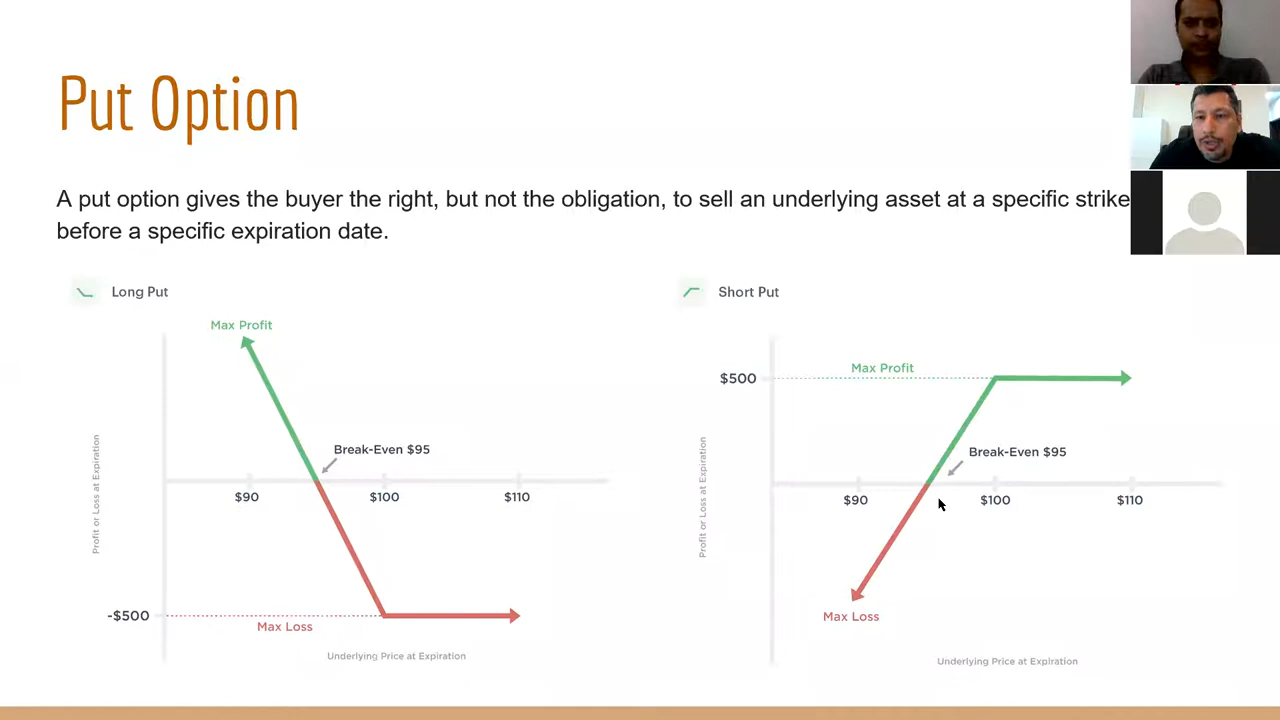 Put Option
A put option gives the buyer the right, but not the obligation, to sell an underlying asset at a specific strike
before a specific expiration date.
Long Put
Max Profit
Break-Even $95
$90
$100
$110
-$500
Max Loss
Profit or Loss at Expiration
Underlying Price at Expiration
Short Put
$500
Max Profit
Break-Even $95
$90
$100
$110
Max Loss
Profit or Loss at Expiration
Underlying Price at Expiration